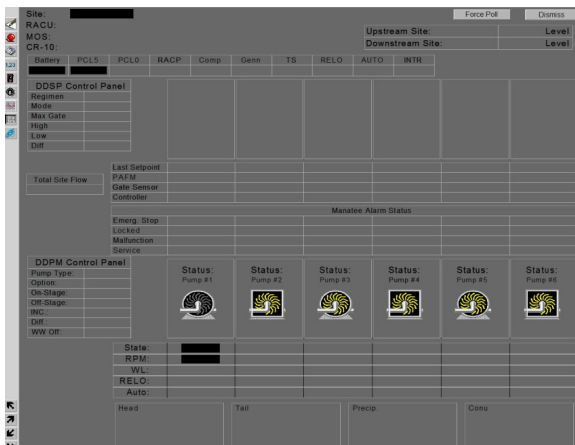 Site:
Force Poll Dismiss
RACU:
MOS:
Upstream Site: Level
CR-10:
Downstream Site: Level
Battery PCL5 PCL0 RACP Comp Genn TS RELO AUTO INTR
1.23
DDSP Control Panel
Regimen
Mode
Max Gate
High
Low
Diff
Last Setpoint
Total Site Flow
PAFM
Gate Sensor
Controller
Manatee Alarm Status
Emerg. Stop
Locked
Malfunction
Service
DDPM Control Panel
Pump Type:
Option:
On-Stage:
Off-Stage:
INC.:
Diff.:
WW Off:
Status: Status: Status: Status: Status: Status:
Pump #1 Pump #2 Pump #3 Pump #4 Pump #5 Pump #6
State:
RPM:
WL:
RELO:
Auto:
Head Tail Precip. Conu